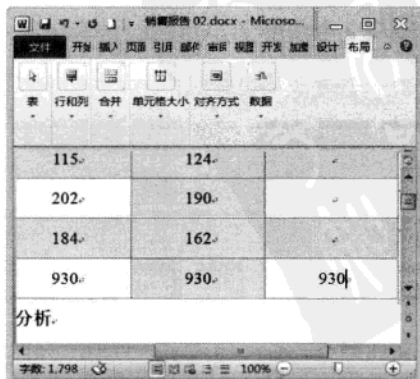 销售报告 02.docx - Microso...
文件 开始 插入 页面 引用 邮件 审阅 视图 开发 加载 设计 布局
表 行和列 合并 单元格大小 对齐方式 数据
115 124
202 190
184 162
930 930 930
分析
字数: 1,798 100%